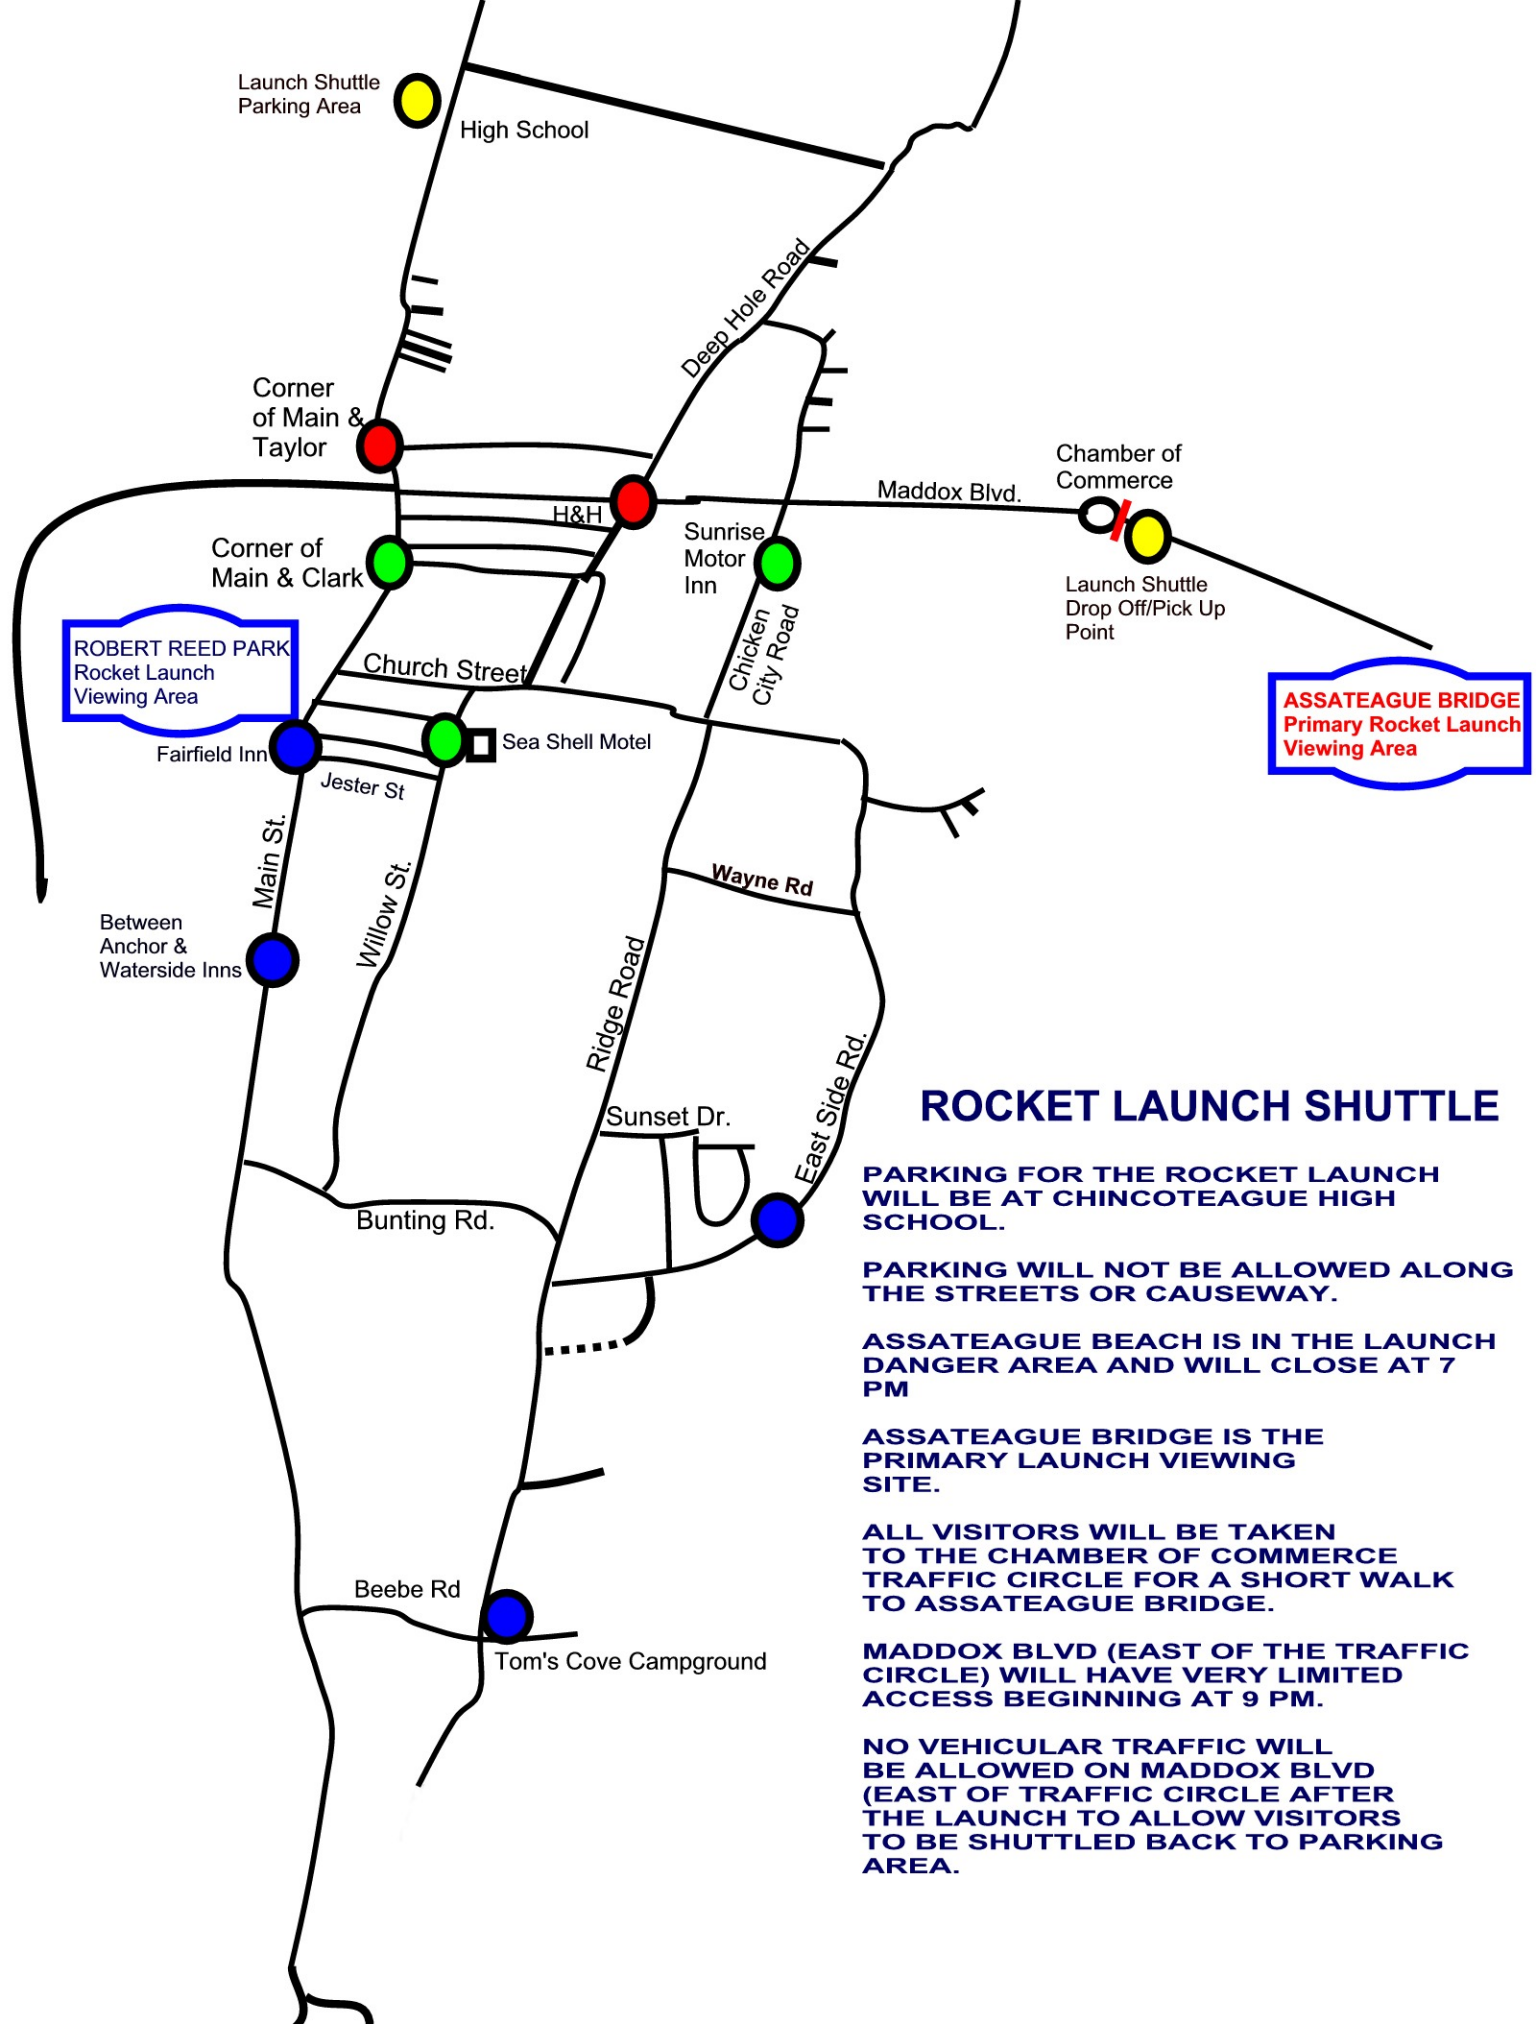 Launch Shuttle
Parking Area
High School
Deep Hole Road
Corner
of Main &
Taylor
Chamber of
Commerce
Maddox Blvd.
H&H
Sunrise
Motor
Inn
Corner of
Main & Clark
Launch Shuttle
Drop Off/Pick Up
Point
Chicken
City Road
ROBERT REED PARK
Rocket Launch
Viewing Area
Church Street
ASSATEAGUE BRIDGE
Primary Rocket Launch
Viewing Area
Fairfield Inn
Sea Shell Motel
Jester St
Main St.
Willow St.
Wayne Rd
Between
Anchor &
Waterside Inns
Ridge Road
East Side Rd.
Sunset Dr.
Bunting Rd.
Beebe Rd
Tom's Cove Campground
ROCKET LAUNCH SHUTTLE
PARKING FOR THE ROCKET LAUNCH
WILL BE AT CHINCOTEAGUE HIGH
SCHOOL.
PARKING WILL NOT BE ALLOWED ALONG
THE STREETS OR CAUSEWAY.
ASSATEAGUE BEACH IS IN THE LAUNCH
DANGER AREA AND WILL CLOSE AT 7
PM
ASSATEAGUE BRIDGE IS THE
PRIMARY LAUNCH VIEWING
SITE.
ALL VISITORS WILL BE TAKEN
TO THE CHAMBER OF COMMERCE
TRAFFIC CIRCLE FOR A SHORT WALK
TO ASSATEAGUE BRIDGE.
MADDOX BLVD (EAST OF THE TRAFFIC
CIRCLE) WILL HAVE VERY LIMITED
ACCESS BEGINNING AT 9 PM.
NO VEHICULAR TRAFFIC WILL
BE ALLOWED ON MADDOX BLVD
(EAST OF TRAFFIC CIRCLE AFTER
THE LAUNCH TO ALLOW VISITORS
TO BE SHUTTLED BACK TO PARKING
AREA.